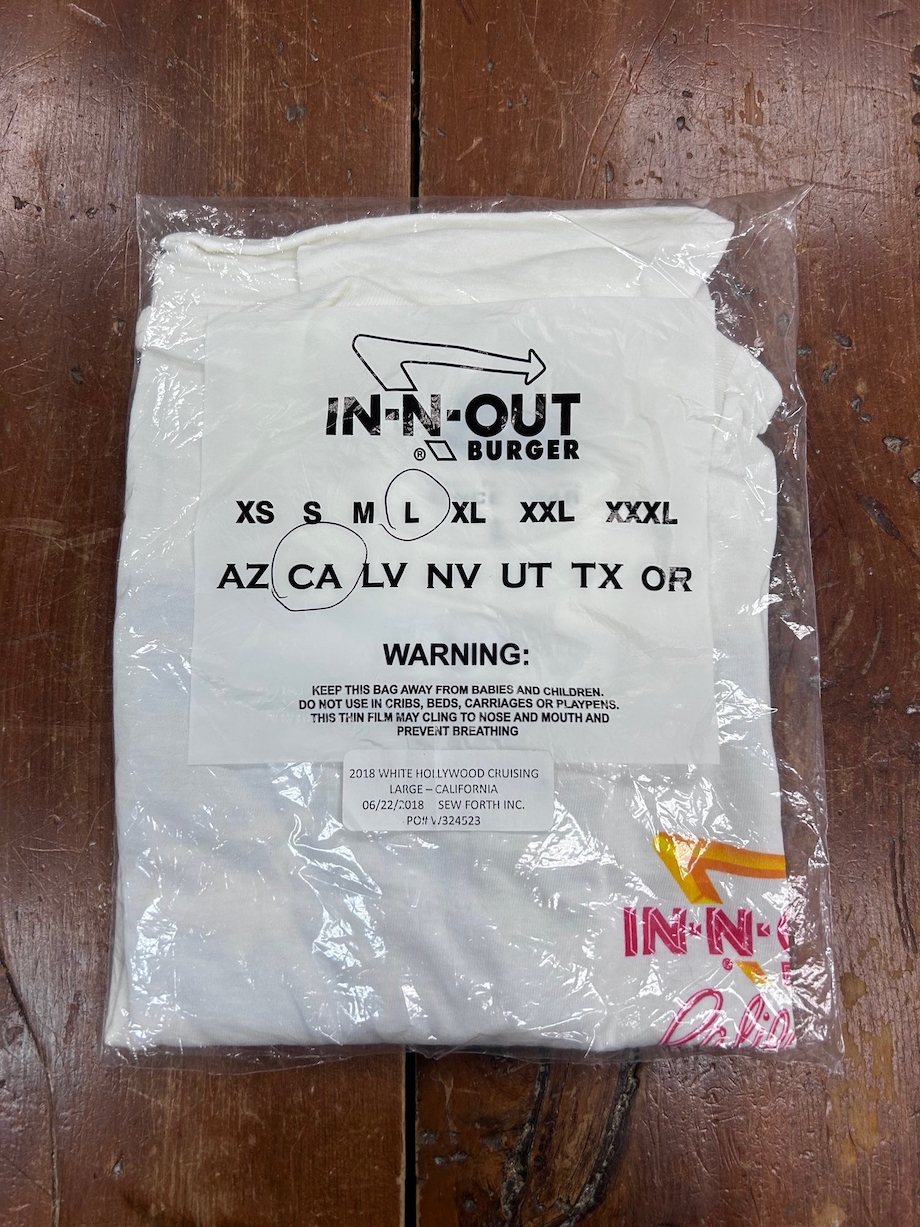 IN-N-OUT
® BURGER
XS S M L XL XXL XXXL
AZ CA LV NV UT TX OR
WARNING:
KEEP THIS BAG AWAY FROM BABIES AND CHILDREN.
DO NOT USE IN CRIBS, BEDS, CARRIAGES OR PLAYPENS.
THIS THIN FILM MAY CLING TO NOSE AND MOUTH AND
PREVENT BREATHING
2018 WHITE HOLLYWOOD CRUISING
LARGE – CALIFORNIA
06/22/2018 SEW FORTH INC.
PO# W324523
IN-N-
®